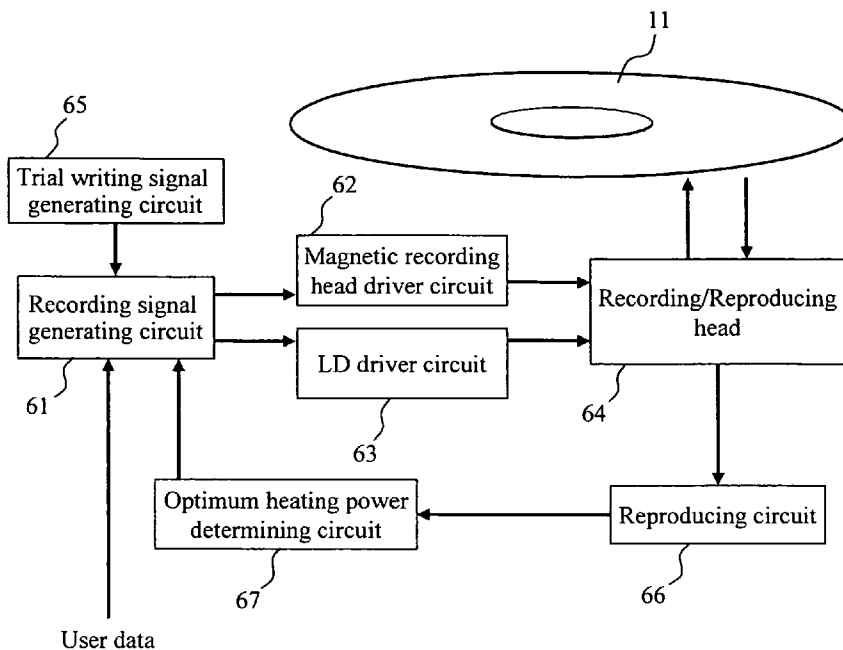 11
65
Trial writing signal
generating circuit
62
Magnetic recording
head driver circuit
Recording signal
generating circuit
Recording/Reproducing
head
LD driver circuit
61
63
64
Optimum heating power
determining circuit
Reproducing circuit
67
66
User data